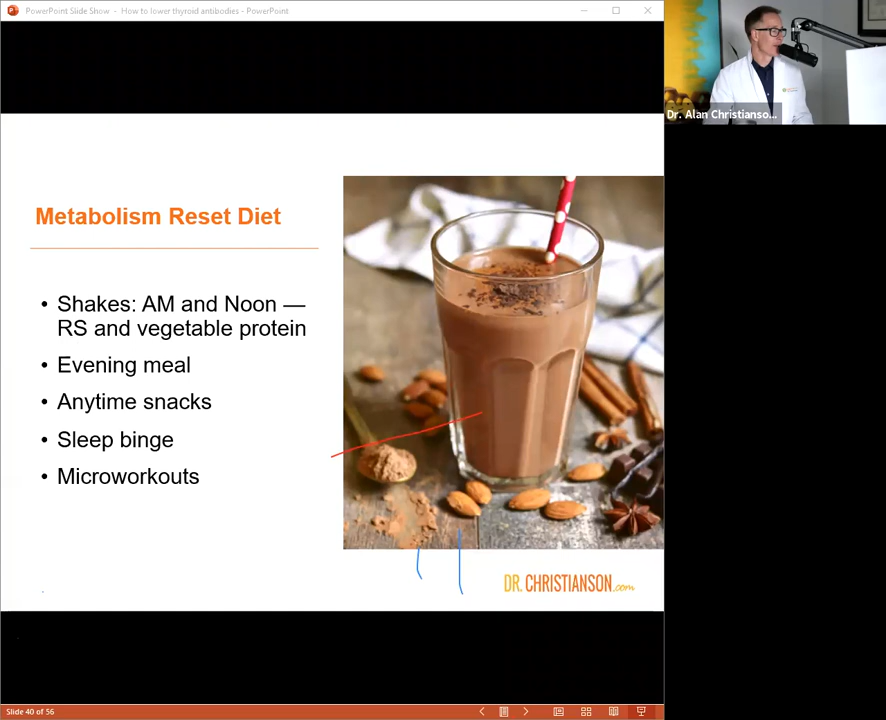 PowerPoint Slide Show - How to lower thyroid antibodies - PowerPoint
Dr. Alan Christianso...
Metabolism Reset Diet
• Shakes: AM and Noon —
RS and vegetable protein
• Evening meal
• Anytime snacks
• Sleep binge
• Microworkouts
DR. CHRISTIANSON.com
Slide 40 of 56